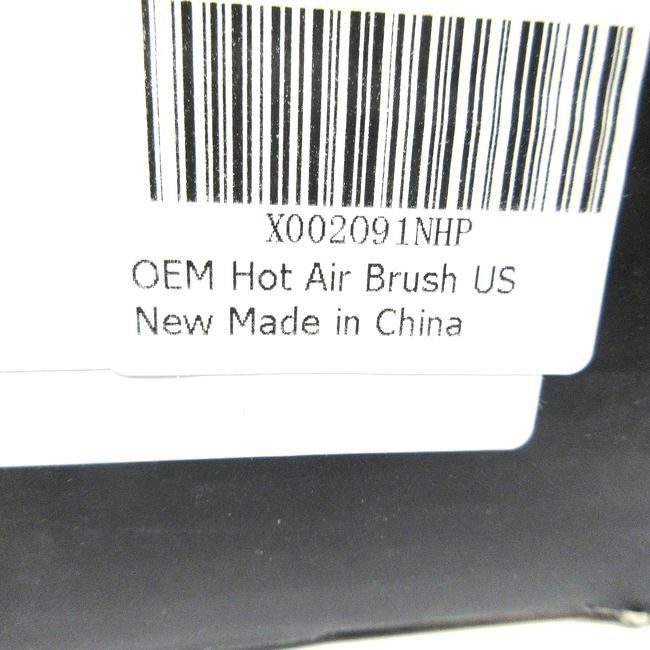 X002091NHP
OEM Hot Air Brush US
New Made in China